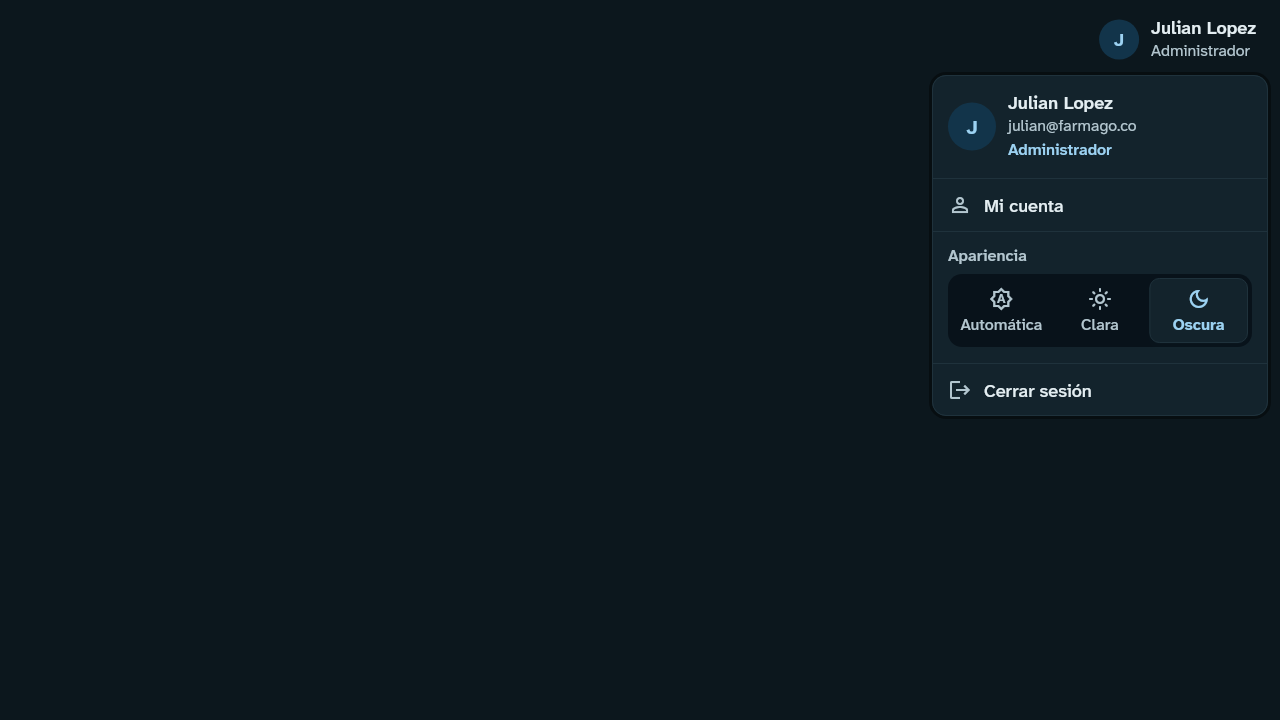 J
Julian Lopez
Administrador
J
Julian Lopez
julian@farmago.co
Administrador
Mi cuenta
Apariencia
A
Automática
Clara
Oscura
Cerrar sesión